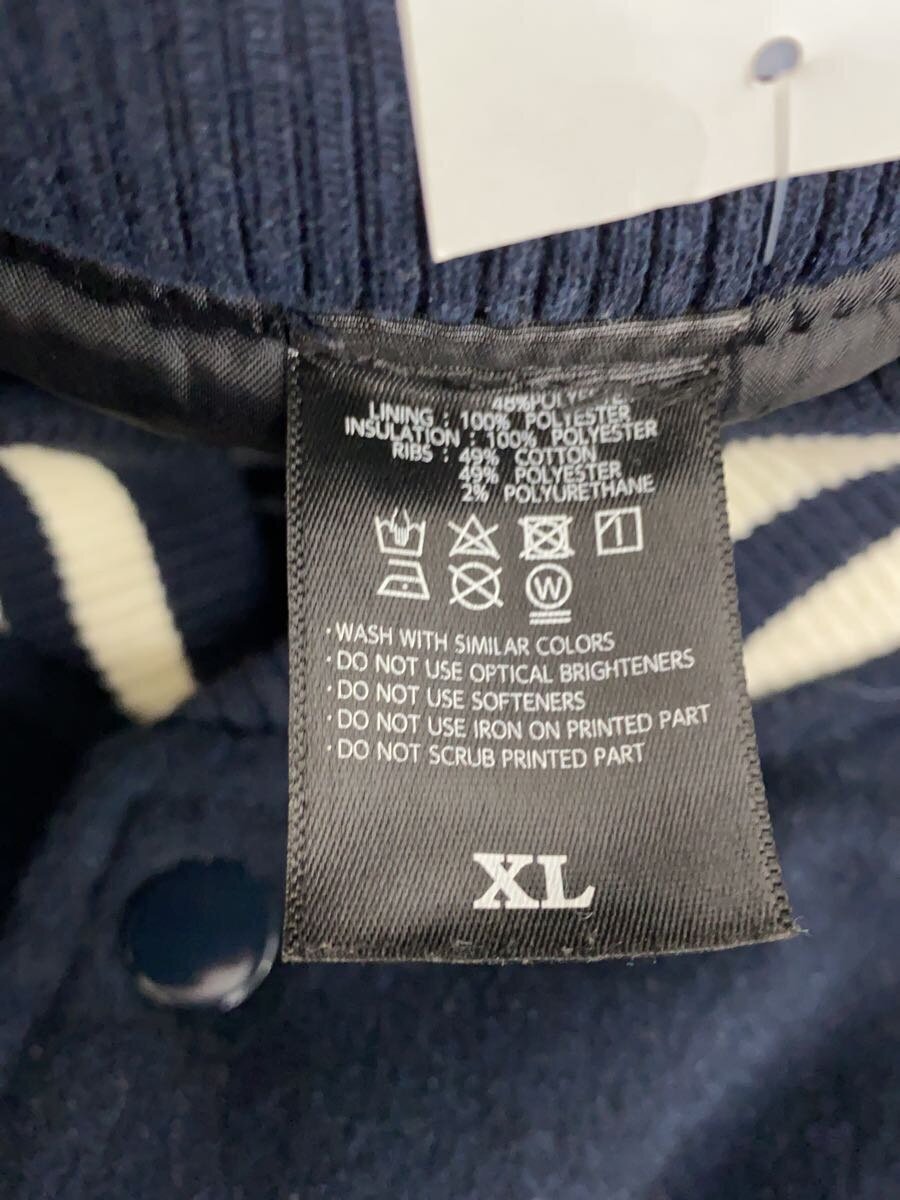 LINING : 100% POLYESTER
INSULATION : 100% POLYESTER
RIBS : 49% COTTON
49% POLYESTER
2% POLYURETHANE
W
·WASH WITH SIMILAR COLORS
·DO NOT USE OPTICAL BRIGHTENERS
·DO NOT USE SOFTENERS
·DO NOT USE IRON ON PRINTED PART
·DO NOT SCRUB PRINTED PART
XL